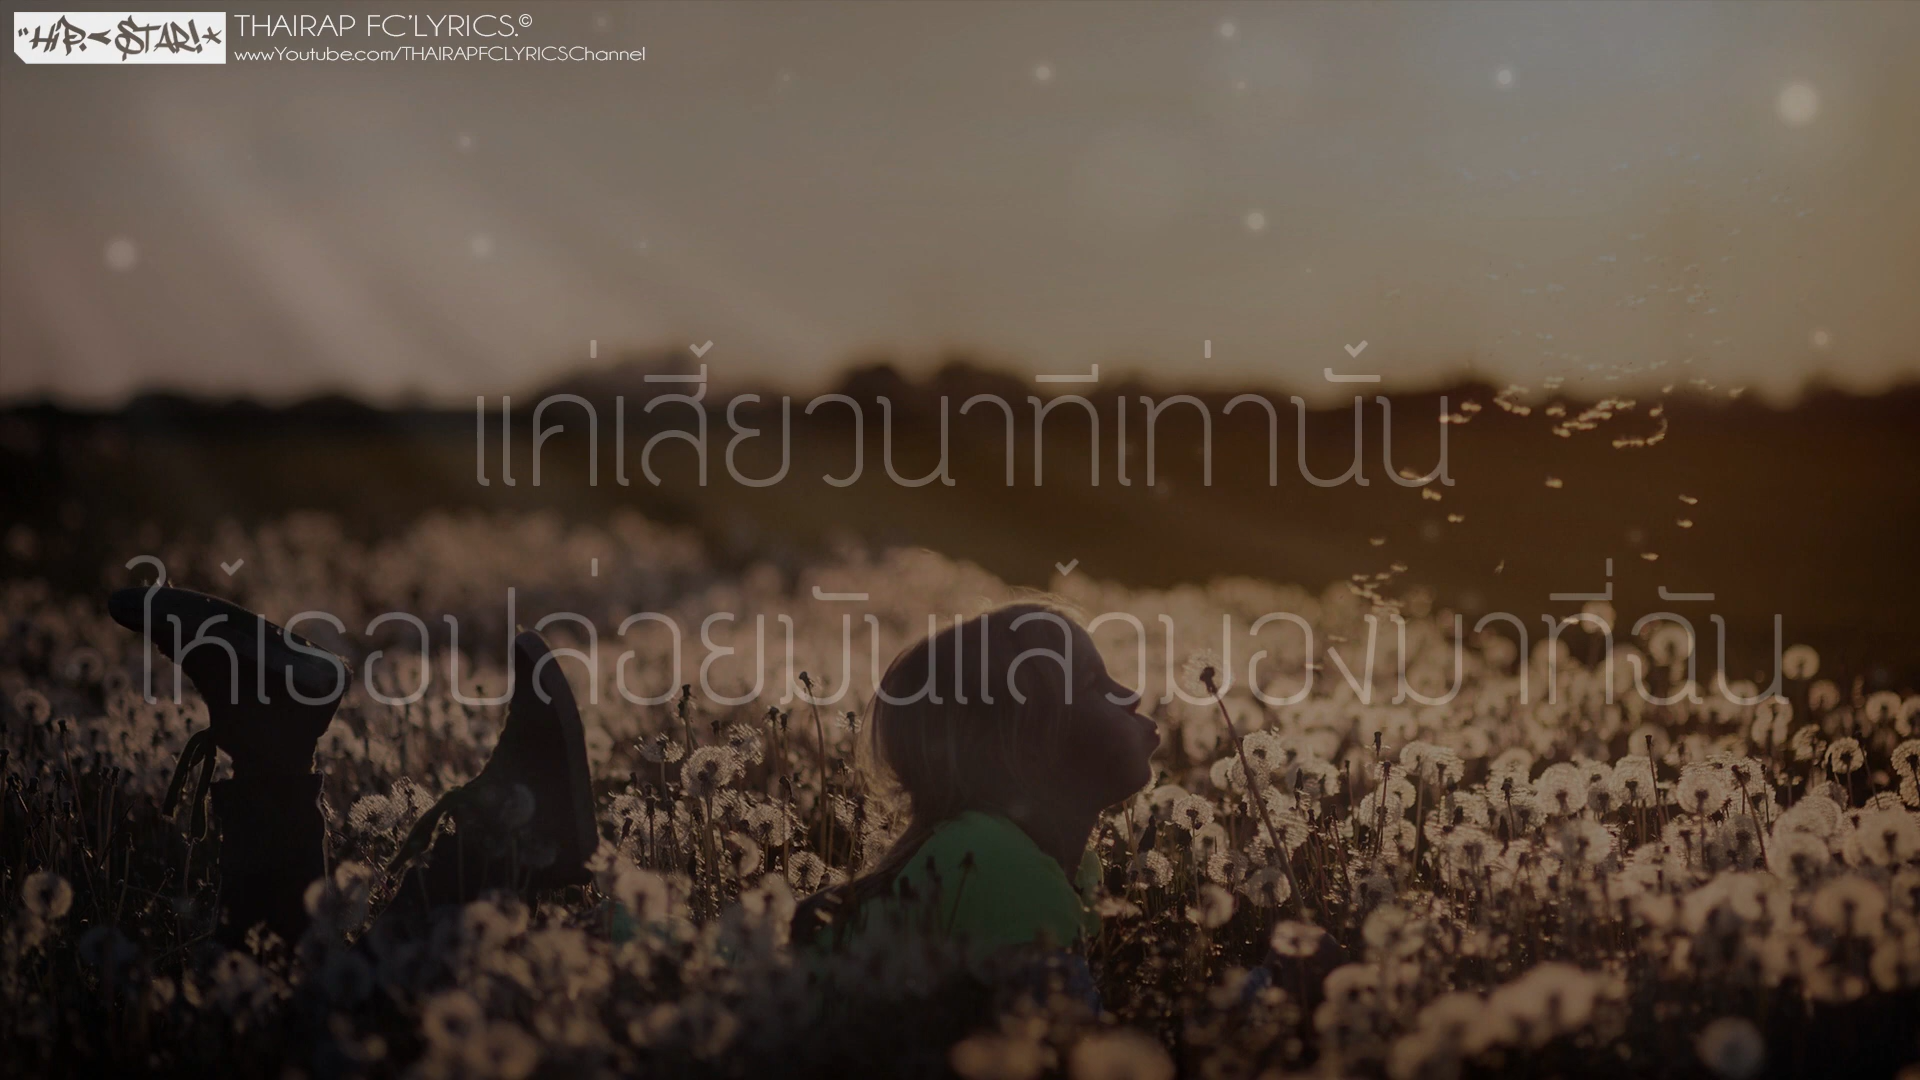 "HIP.<STAR!*
THAIRAP FC'LYRICS.©
wwwYoutube.com/THAIRAPFCLYRICSChannel
แค่เสี้ยวนาทีเท่านั้น
ให้เธอปล่อยมันแล้วมองมาที่ฉัน